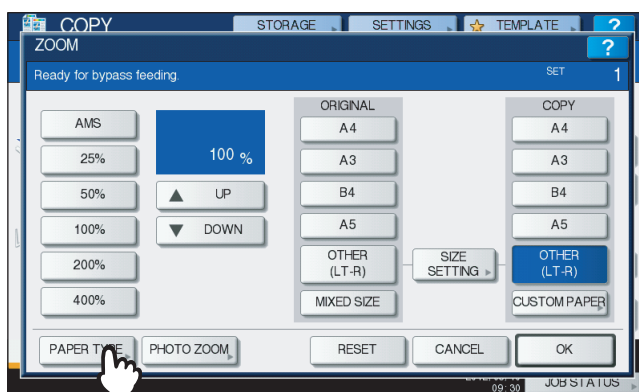 COPY
STORAGE
SETTINGS
TEMPLATE
?
ZOOM
?
Ready for bypass feeding.
SET
1
AMS
25%
50%
100%
200%
400%
100 %
UP
DOWN
ORIGINAL
A4
A3
B4
A5
OTHER
(LT-R)
MIXED SIZE
SIZE
SETTING
COPY
A4
A3
B4
A5
OTHER
(LT-R)
CUSTOM PAPER
PAPER TYPE
PHOTO ZOOM
RESET
CANCEL
OK
09:30
JOB STATUS